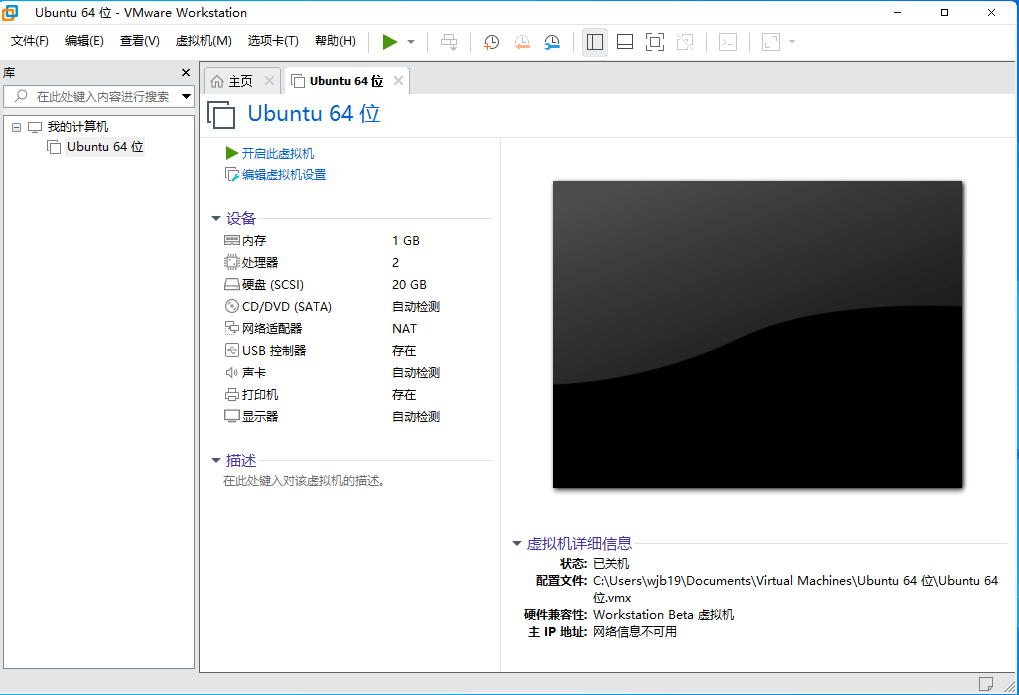 Ubuntu 64 位 - VMware Workstation
文件(F) 编辑(E) 查看(V) 虚拟机(M) 选项卡(T) 帮助(H)
库
在此处键入内容进行搜索
我的计算机
Ubuntu 64 位
主页
Ubuntu 64 位
Ubuntu 64 位
开启此虚拟机
编辑虚拟机设置
设备
内存 1 GB
处理器 2
硬盘 (SCSI) 20 GB
CD/DVD (SATA) 自动检测
网络适配器 NAT
USB 控制器 存在
声卡 自动检测
打印机 存在
显示器 自动检测
描述
在此处键入对该虚拟机的描述。
虚拟机详细信息
状态: 已关机
配置文件: C:\Users\wjb19\Documents\Virtual Machines\Ubuntu 64 位\Ubuntu 64
位.vmx
硬件兼容性: Workstation Beta 虚拟机
主 IP 地址: 网络信息不可用